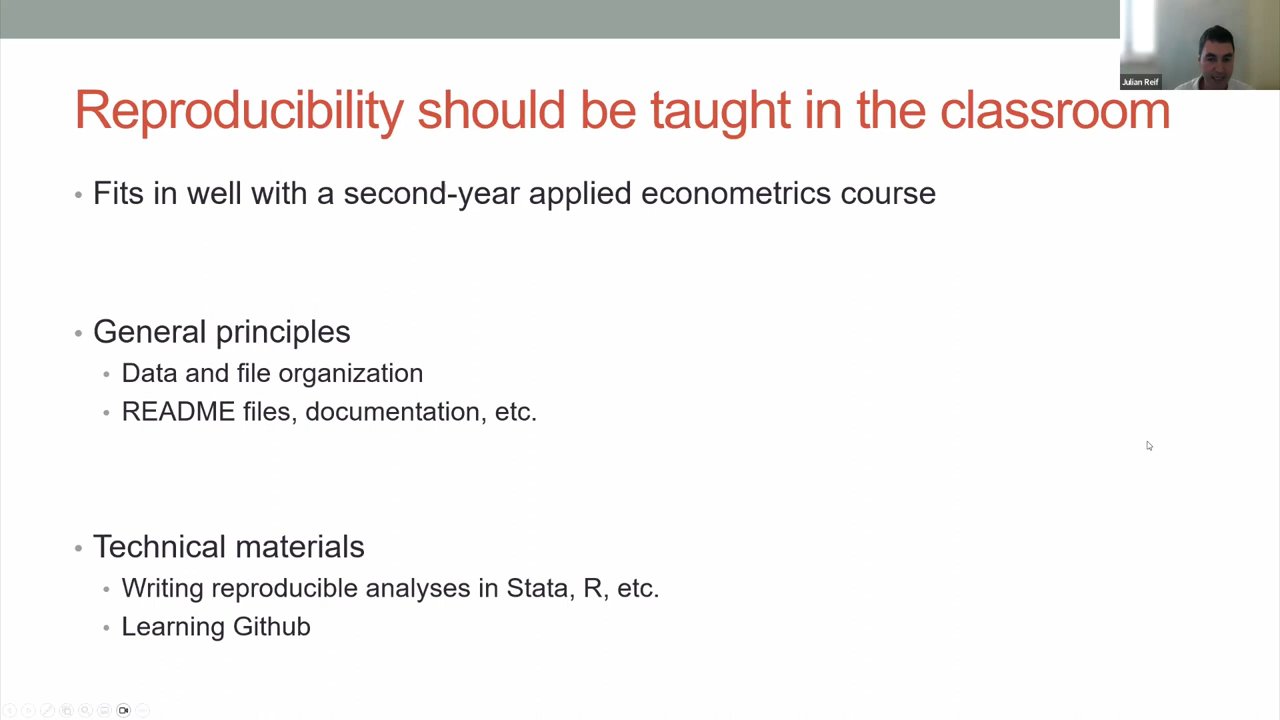 Julian Reif
Reproducibility should be taught in the classroom
• Fits in well with a second-year applied econometrics course
• General principles
• Data and file organization
• README files, documentation, etc.
• Technical materials
• Writing reproducible analyses in Stata, R, etc.
• Learning Github